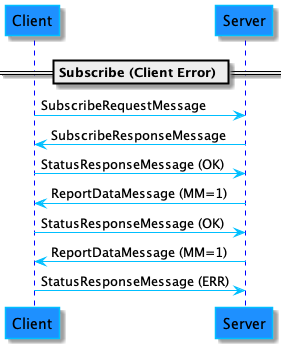 Client Server
Subscribe (Client Error)
SubscribeRequestMessage
SubscribeResponseMessage
StatusResponseMessage (OK)
ReportDataMessage (MM=1)
StatusResponseMessage (OK)
ReportDataMessage (MM=1)
StatusResponseMessage (ERR)
Client Server